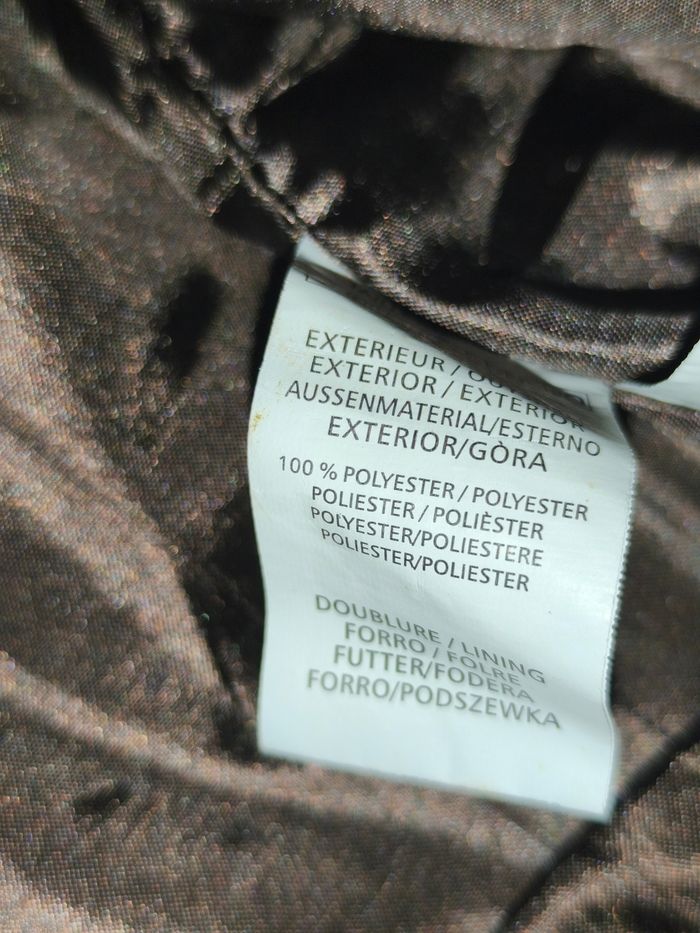 EXTERIEUR /
EXTERIOR / EXTERIOR
AUSSENMATERIAL/ESTERNO
EXTERIOR/GÒRA
100 % POLYESTER / POLYESTER
POLIESTER / POLIÈSTER
POLYESTER/POLIESTERE
POLIESTER/POLIESTER
DOUBLURE / LINING
FORRO / FOLRE
FUTTER/FODERA
FORRO/PODSZEWKA